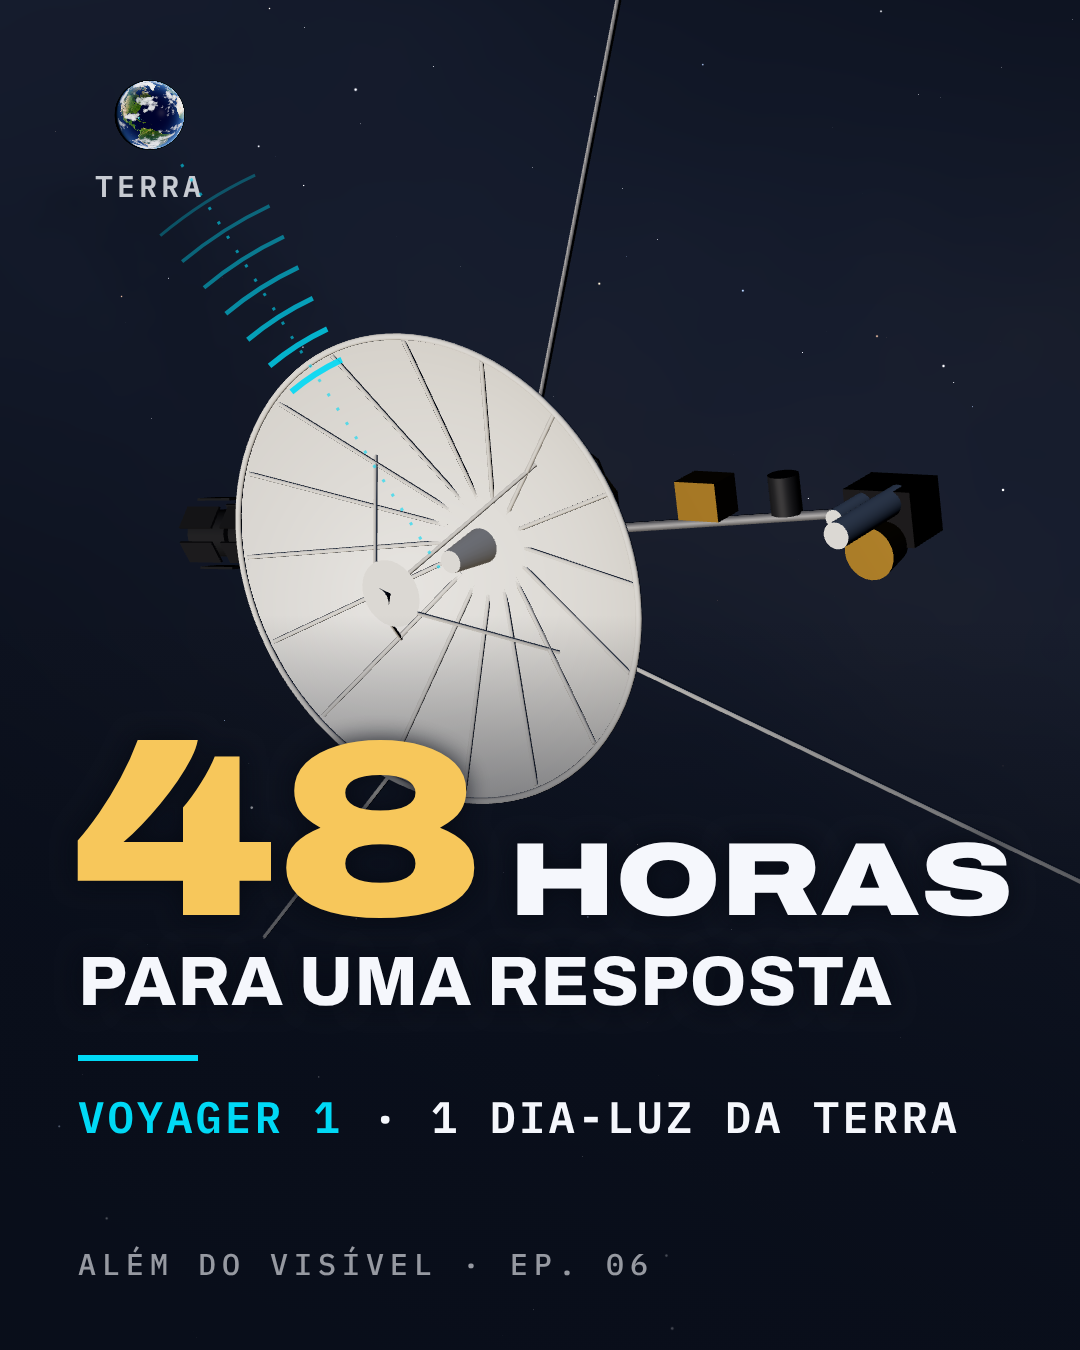 TERRA
48 HORAS
PARA UMA RESPOSTA
VOYAGER 1 · 1 DIA-LUZ DA TERRA
ALÉM DO VISÍVEL · EP. 06